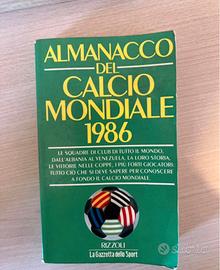 ALMANACCO
DEL
CALCIO
MONDIALE
1986
LE SQUADRE DI CLUB DI TUTTO IL MONDO,
DALL'ALBANIA AL VENEZUELA, LA LORO STORIA,
LE VITTORIE NELLE COPPE, I PIÙ FORTI GIOCATORI:
TUTTO CIÒ CHE SI DEVE SAPERE PER CONOSCERE
A FONDO IL CALCIO MONDIALE.
RIZZOLI
La Gazzetta dello Sport
subito